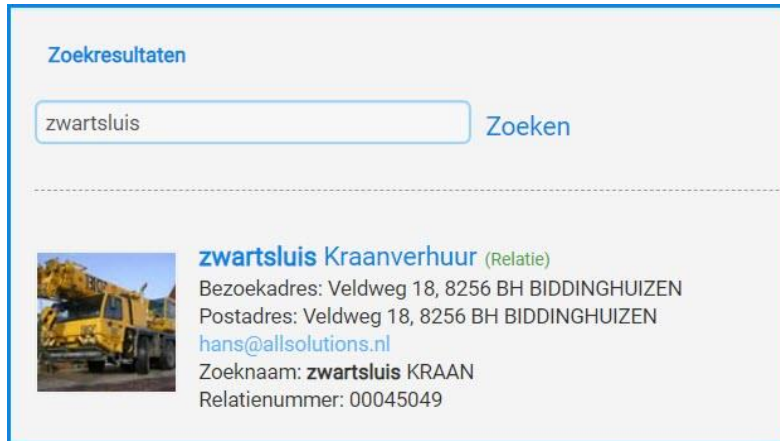 Zoekresultaten
zwartsluis
Zoeken
zwartsluis Kraanverhuur (Relatie)
Bezoekadres: Veldweg 18, 8256 BH BIDDINGHUIZEN
Postadres: Veldweg 18, 8256 BH BIDDINGHUIZEN
hans@allsolutions.nl
Zoeknaam: zwartsluis KRAAN
Relatienummer: 00045049